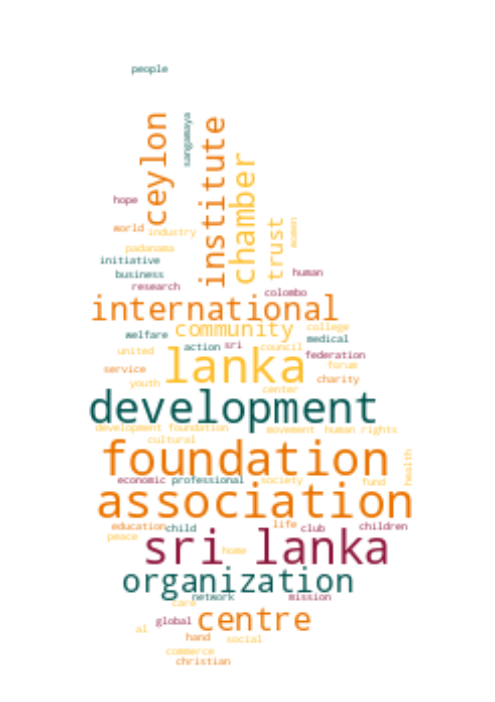 people
ceylon
sangamaya
institute
chamber
hope
trust
women
world industry
padanama
initiative
business
human
research
colombo
international
community college
welfare
medical
action sri council
united
lanka
federation
forum
service
youth
charity
center
development
development foundation movement human rights
cultural
foundation
health
economic professional society fund
association
education child life club children
peace
sri lanka
home
organization
network mission
care
global centre
al
hand social
commerce
christian